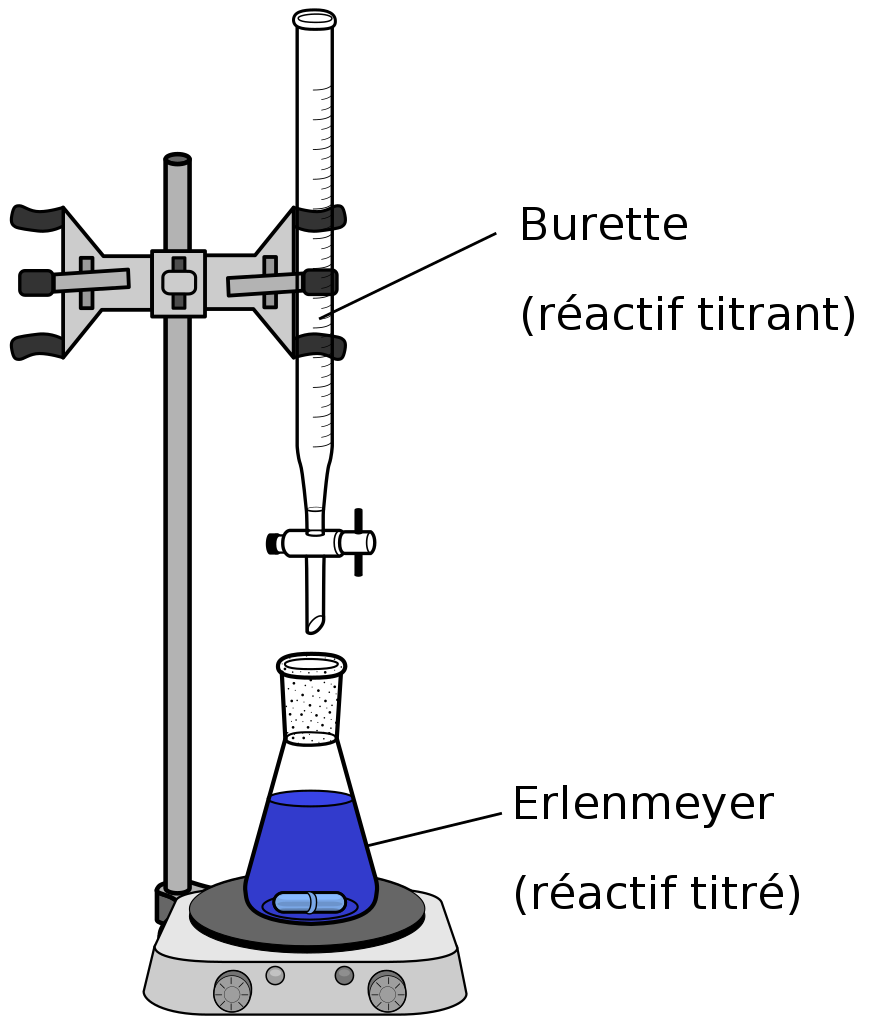 Burette
(réactif titrant)
Erlenmeyer
(réactif titré)